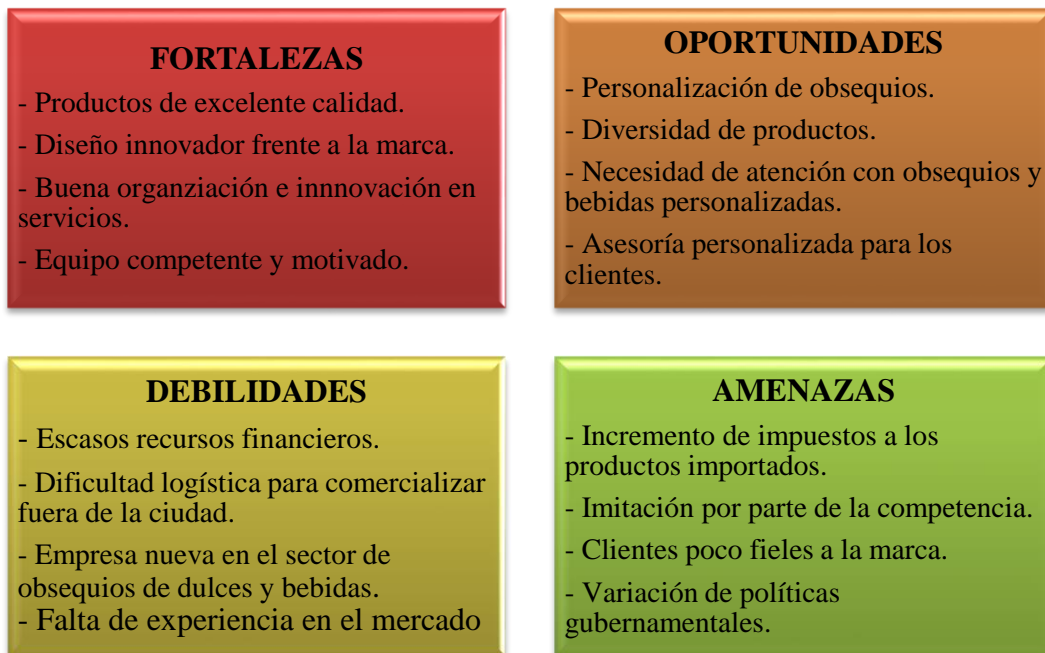 FORTALEZAS
- Productos de excelente calidad.
- Diseño innovador frente a la marca.
- Buena organziación e innnovación en
servicios.
- Equipo competente y motivado.
OPORTUNIDADES
- Personalización de obsequios.
- Diversidad de productos.
- Necesidad de atención con obsequios y
bebidas personalizadas.
- Asesoría personalizada para los
clientes.
DEBILIDADES
- Escasos recursos financieros.
- Dificultad logística para comercializar
fuera de la ciudad.
- Empresa nueva en el sector de
obsequios de dulces y bebidas.
- Falta de experiencia en el mercado
AMENAZAS
- Incremento de impuestos a los
productos importados.
- Imitación por parte de la competencia.
- Clientes poco fieles a la marca.
- Variación de políticas
gubernamentales.